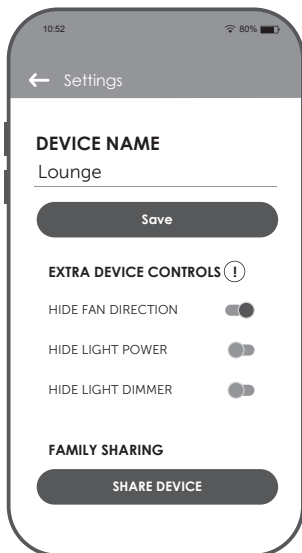 10:52 80%
Settings
DEVICE NAME
Lounge
Save
EXTRA DEVICE CONTROLS !
HIDE FAN DIRECTION
HIDE LIGHT POWER
HIDE LIGHT DIMMER
FAMILY SHARING
SHARE DEVICE